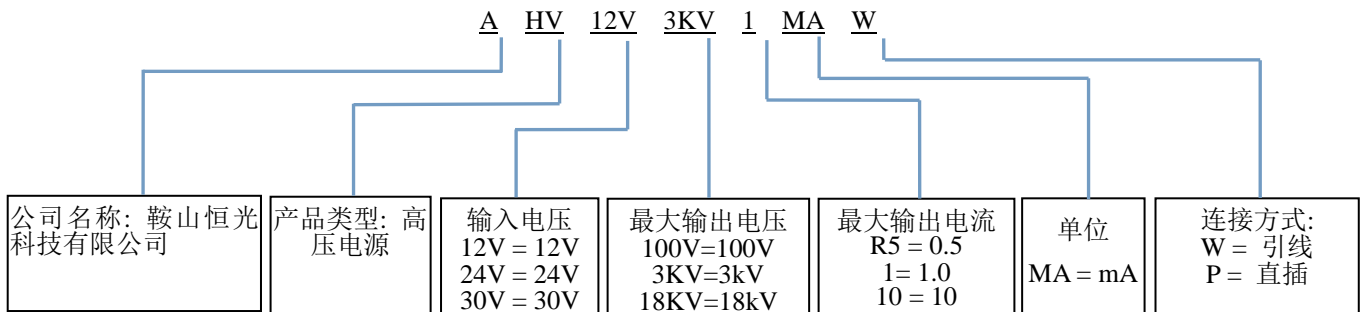 A HV 12V 3KV 1 MA W
公司名称: 鞍山恒光
科技有限公司
产品类型: 高
压电源
输入电压
12V = 12V
24V = 24V
30V = 30V
最大输出电压
100V=100V
3KV=3kV
18KV=18kV
最大输出电流
R5 = 0.5
1= 1.0
10 = 10
单位
MA = mA
连接方式:
W = 引线
P = 直插